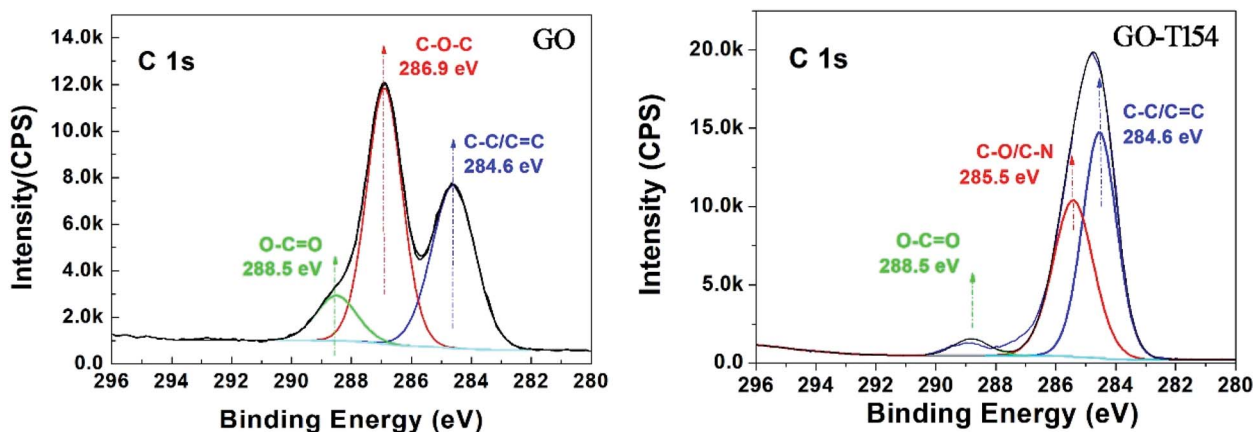 GO
C 1s
14.0k
12.0k
10.0k
8.0k
6.0k
4.0k
2.0k
0.0
Intensity(CPS)
C-O-C
286.9 eV
C-C/C=C
284.6 eV
O-C=O
288.5 eV
296 294 292 290 288 286 284 282 280
Binding Energy (eV)
GO-T154
C 1s
20.0k
15.0k
10.0k
5.0k
0.0
Intensity (CPS)
C-C/C=C
284.6 eV
C-O/C-N
285.5 eV
O-C=O
288.5 eV
296 294 292 290 288 286 284 282 280
Binding Energy (eV)